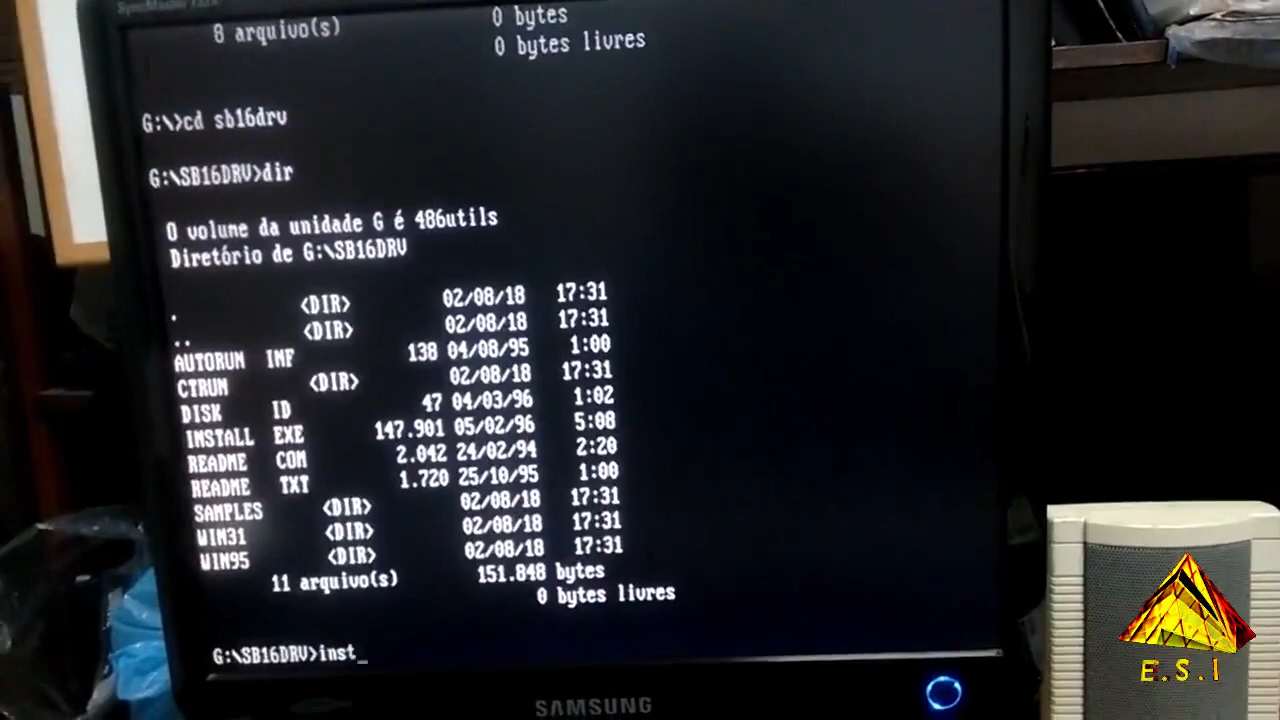 SyncMaster
8 arquivo(s) 0 bytes
0 bytes livres
G:\>cd sb16drv
G:\SB16DRV>dir
O volume da unidade G é 486utils
Diretório de G:\SB16DRV
. <DIR> 02/08/18 17:31
.. <DIR> 02/08/18 17:31
AUTORUN INF 138 04/08/95 1:00
CTRUN <DIR> 02/08/18 17:31
DISK ID 47 04/03/96 1:02
INSTALL EXE 147.901 05/02/96 5:08
README COM 2.042 24/02/94 2:20
README TXT 1.720 25/10/95 1:00
SAMPLES <DIR> 02/08/18 17:31
WIN31 <DIR> 02/08/18 17:31
WIN95 <DIR> 02/08/18 17:31
11 arquivo(s) 151.848 bytes
0 bytes livres
G:\SB16DRV>inst_
SAMSUNG
E.S.I